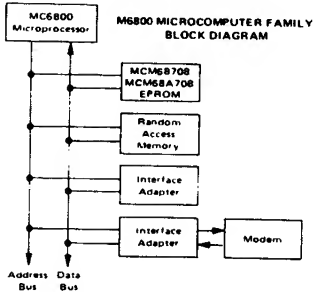 MC6800
Microprocessor
M6800 MICROCOMPUTER FAMILY
BLOCK DIAGRAM
MCM68708
MCM68A708
EPROM
Random
Access
Memory
Interface
Adapter
Interface
Adapter
Modem
Address
Bus
Data
Bus